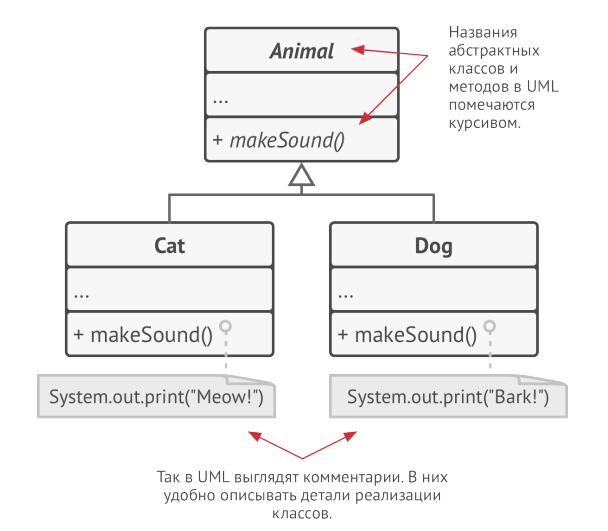 Animal
...
+ makeSound()
Названия
абстрактных
классов и
методов в UML
помечаются
курсивом.
Cat
...
+ makeSound()
System.out.print("Meow!")
Dog
...
+ makeSound()
System.out.print("Bark!")
Так в UML выглядят комментарии. В них
удобно описывать детали реализации
классов.